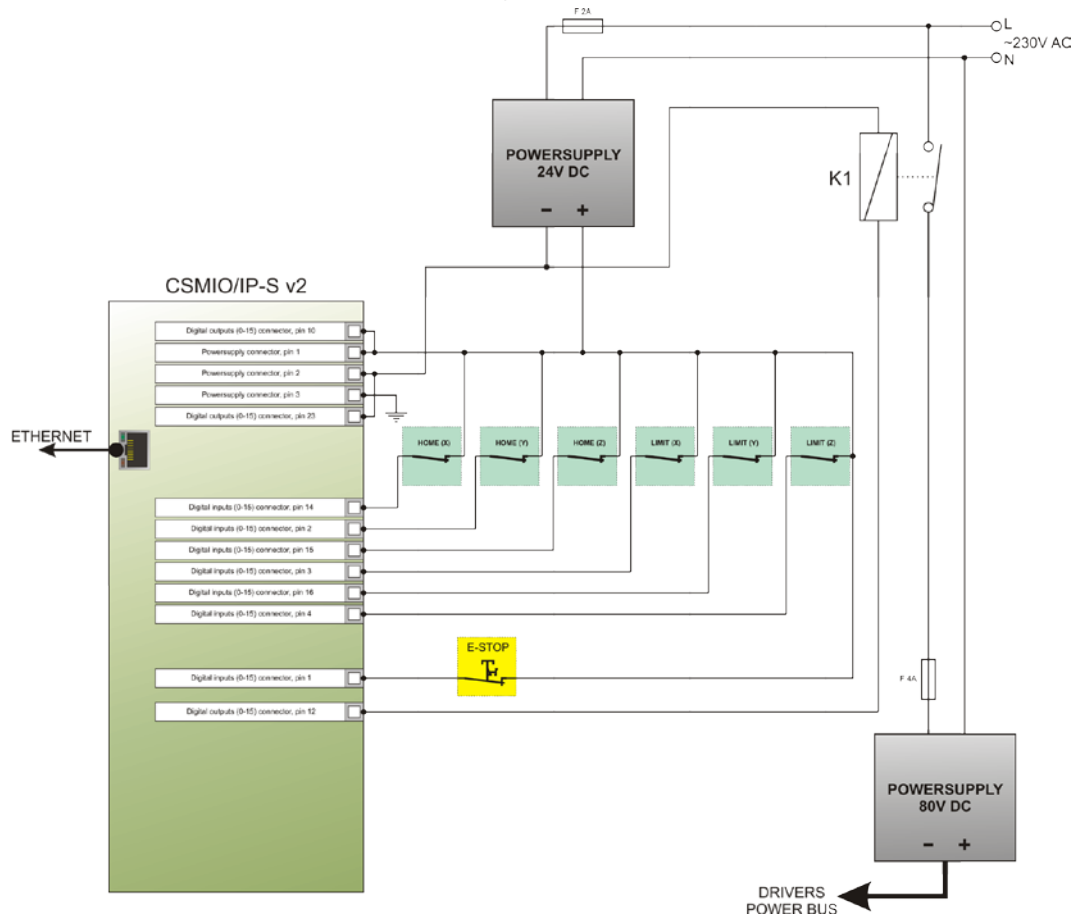 F 2A
L
~230V AC
N
POWERSUPPLY
24V DC
- +
K1
CSMIO/IP-S v2
Digital outputs (0-15) connector, pin 10
Powersupply connector, pin 1
Powersupply connector, pin 2
Powersupply connector, pin 3
Digital outputs (0-15) connector, pin 23
ETHERNET
HOME (X)
HOME (Y)
HOME (Z)
LIMIT (X)
LIMIT (Y)
LIMIT (Z)
Digital inputs (0-15) connector, pin 14
Digital inputs (0-15) connector, pin 2
Digital inputs (0-15) connector, pin 15
Digital inputs (0-15) connector, pin 3
Digital inputs (0-15) connector, pin 16
Digital inputs (0-15) connector, pin 4
E-STOP
Digital inputs (0-15) connector, pin 1
Digital outputs (0-15) connector, pin 12
F 4A
POWERSUPPLY
80V DC
- +
DRIVERS
POWER BUS